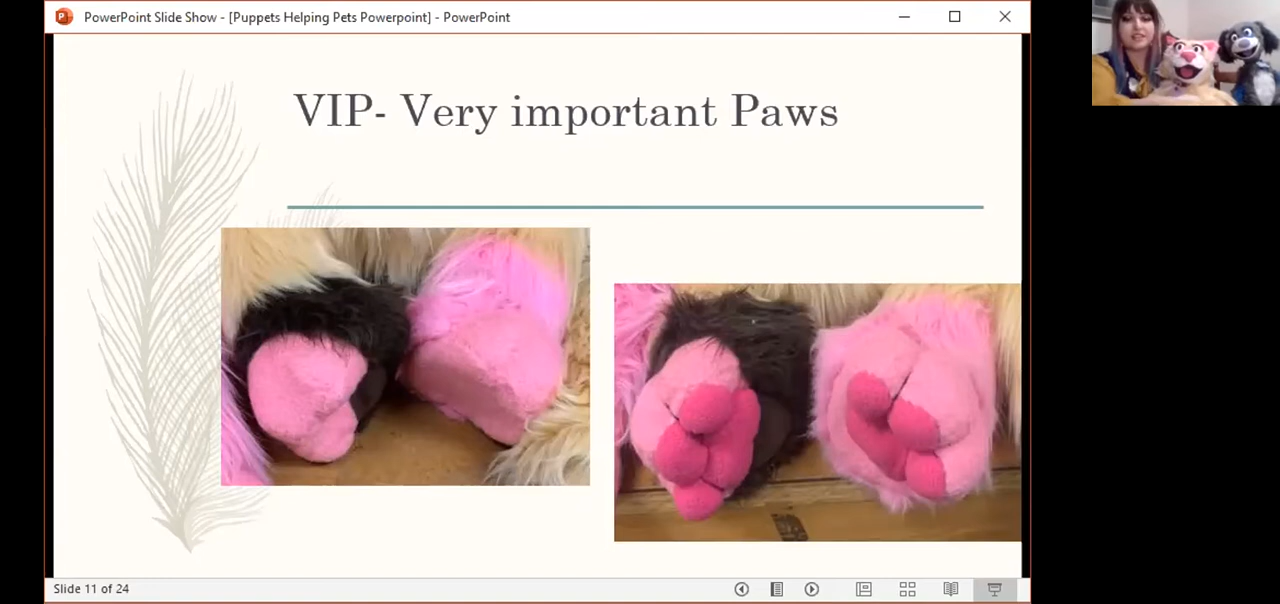 PowerPoint Slide Show - [Puppets Helping Pets Powerpoint] - PowerPoint
VIP- Very important Paws
Slide 11 of 24